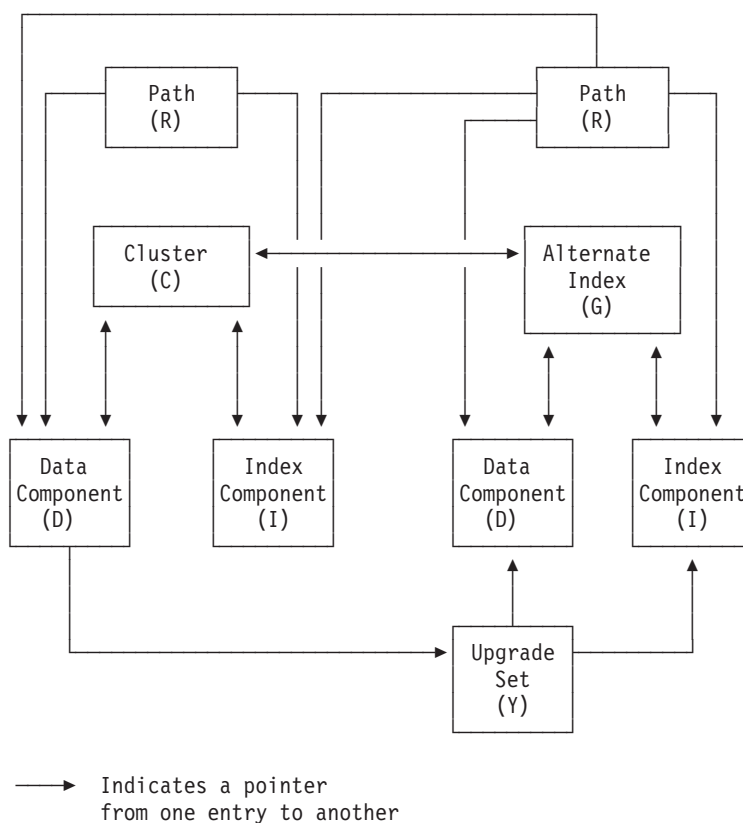 Path
(R)
Path
(R)
Cluster
(C)
Alternate
Index
(G)
Data
Component
(D)
Index
Component
(I)
Data
Component
(D)
Index
Component
(I)
Upgrade
Set
(Y)
Indicates a pointer
from one entry to another